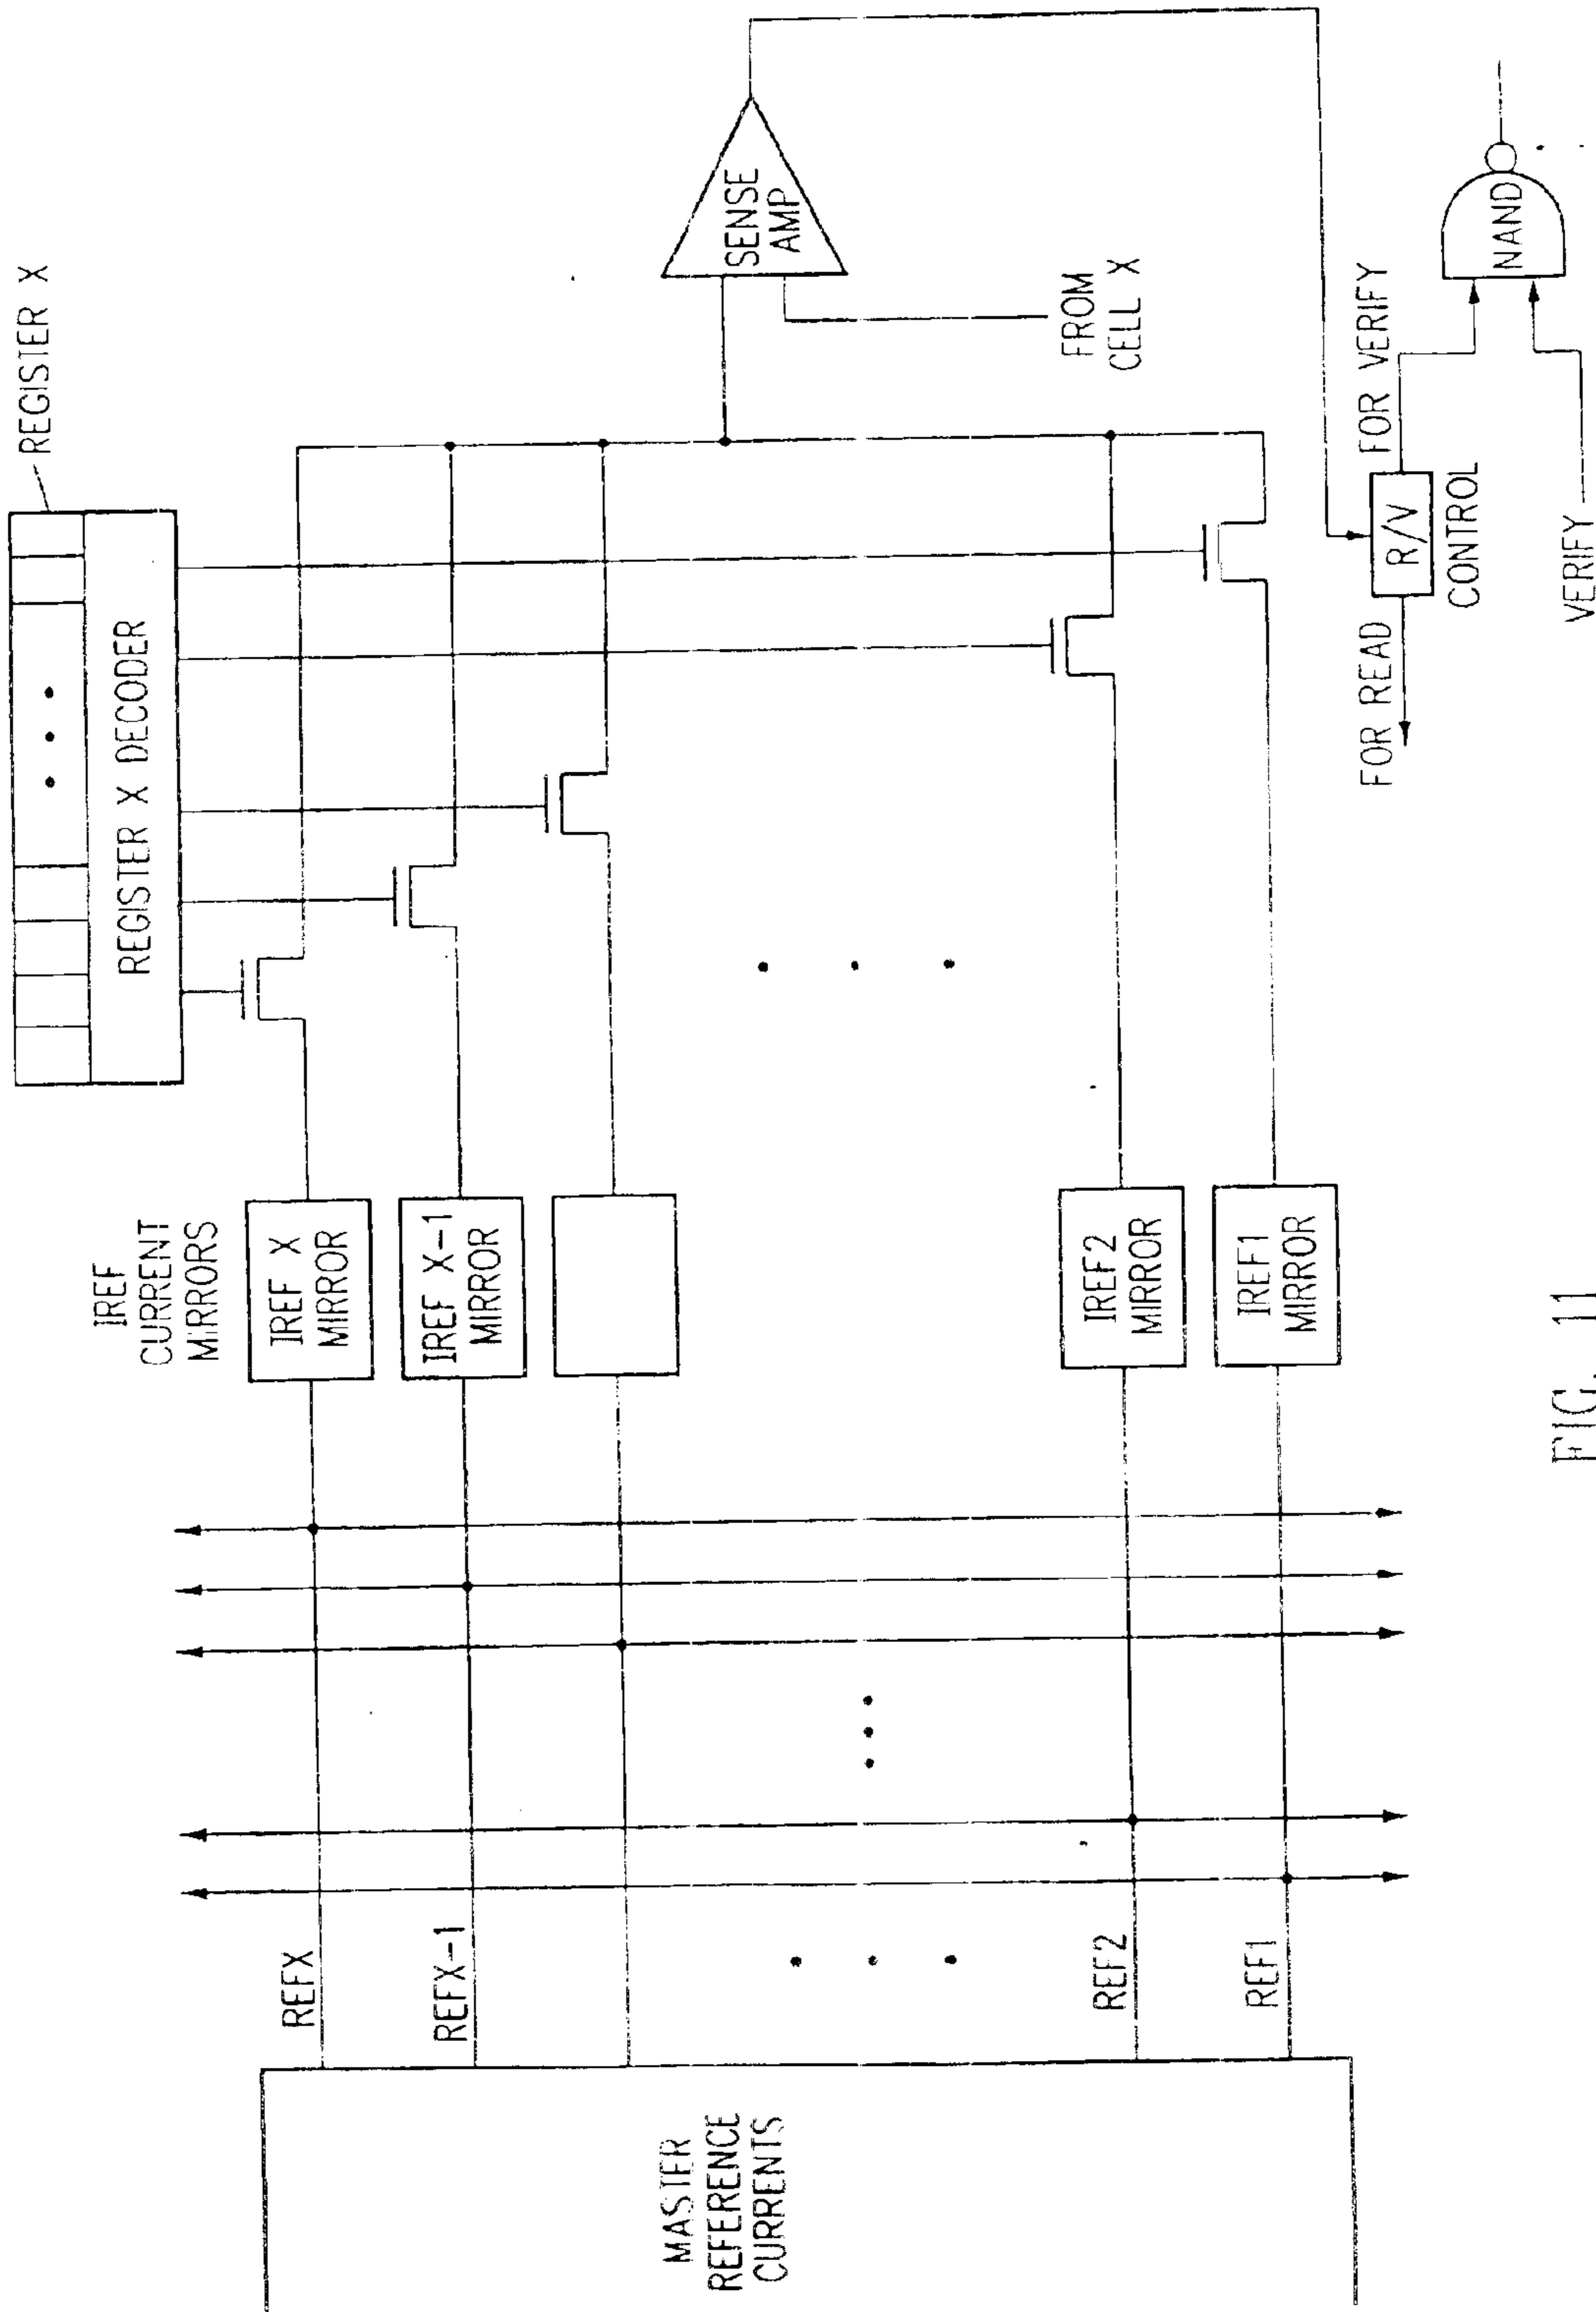 REGISTER X
REGISTER X DECODER
IREF
CURRENT
MIRRORS
IREF X
MIRROR
IREF X-1
MIRROR
IREF2
MIRROR
IREF1
MIRROR
REFX
REFX-1
REF2
REF1
MASTER
REFERENCE
CURRENTS
SENSE
AMP
FROM
CELL X
FOR READ
R/V
CONTROL
FOR VERIFY
VERIFY
NAND
FIG. 11